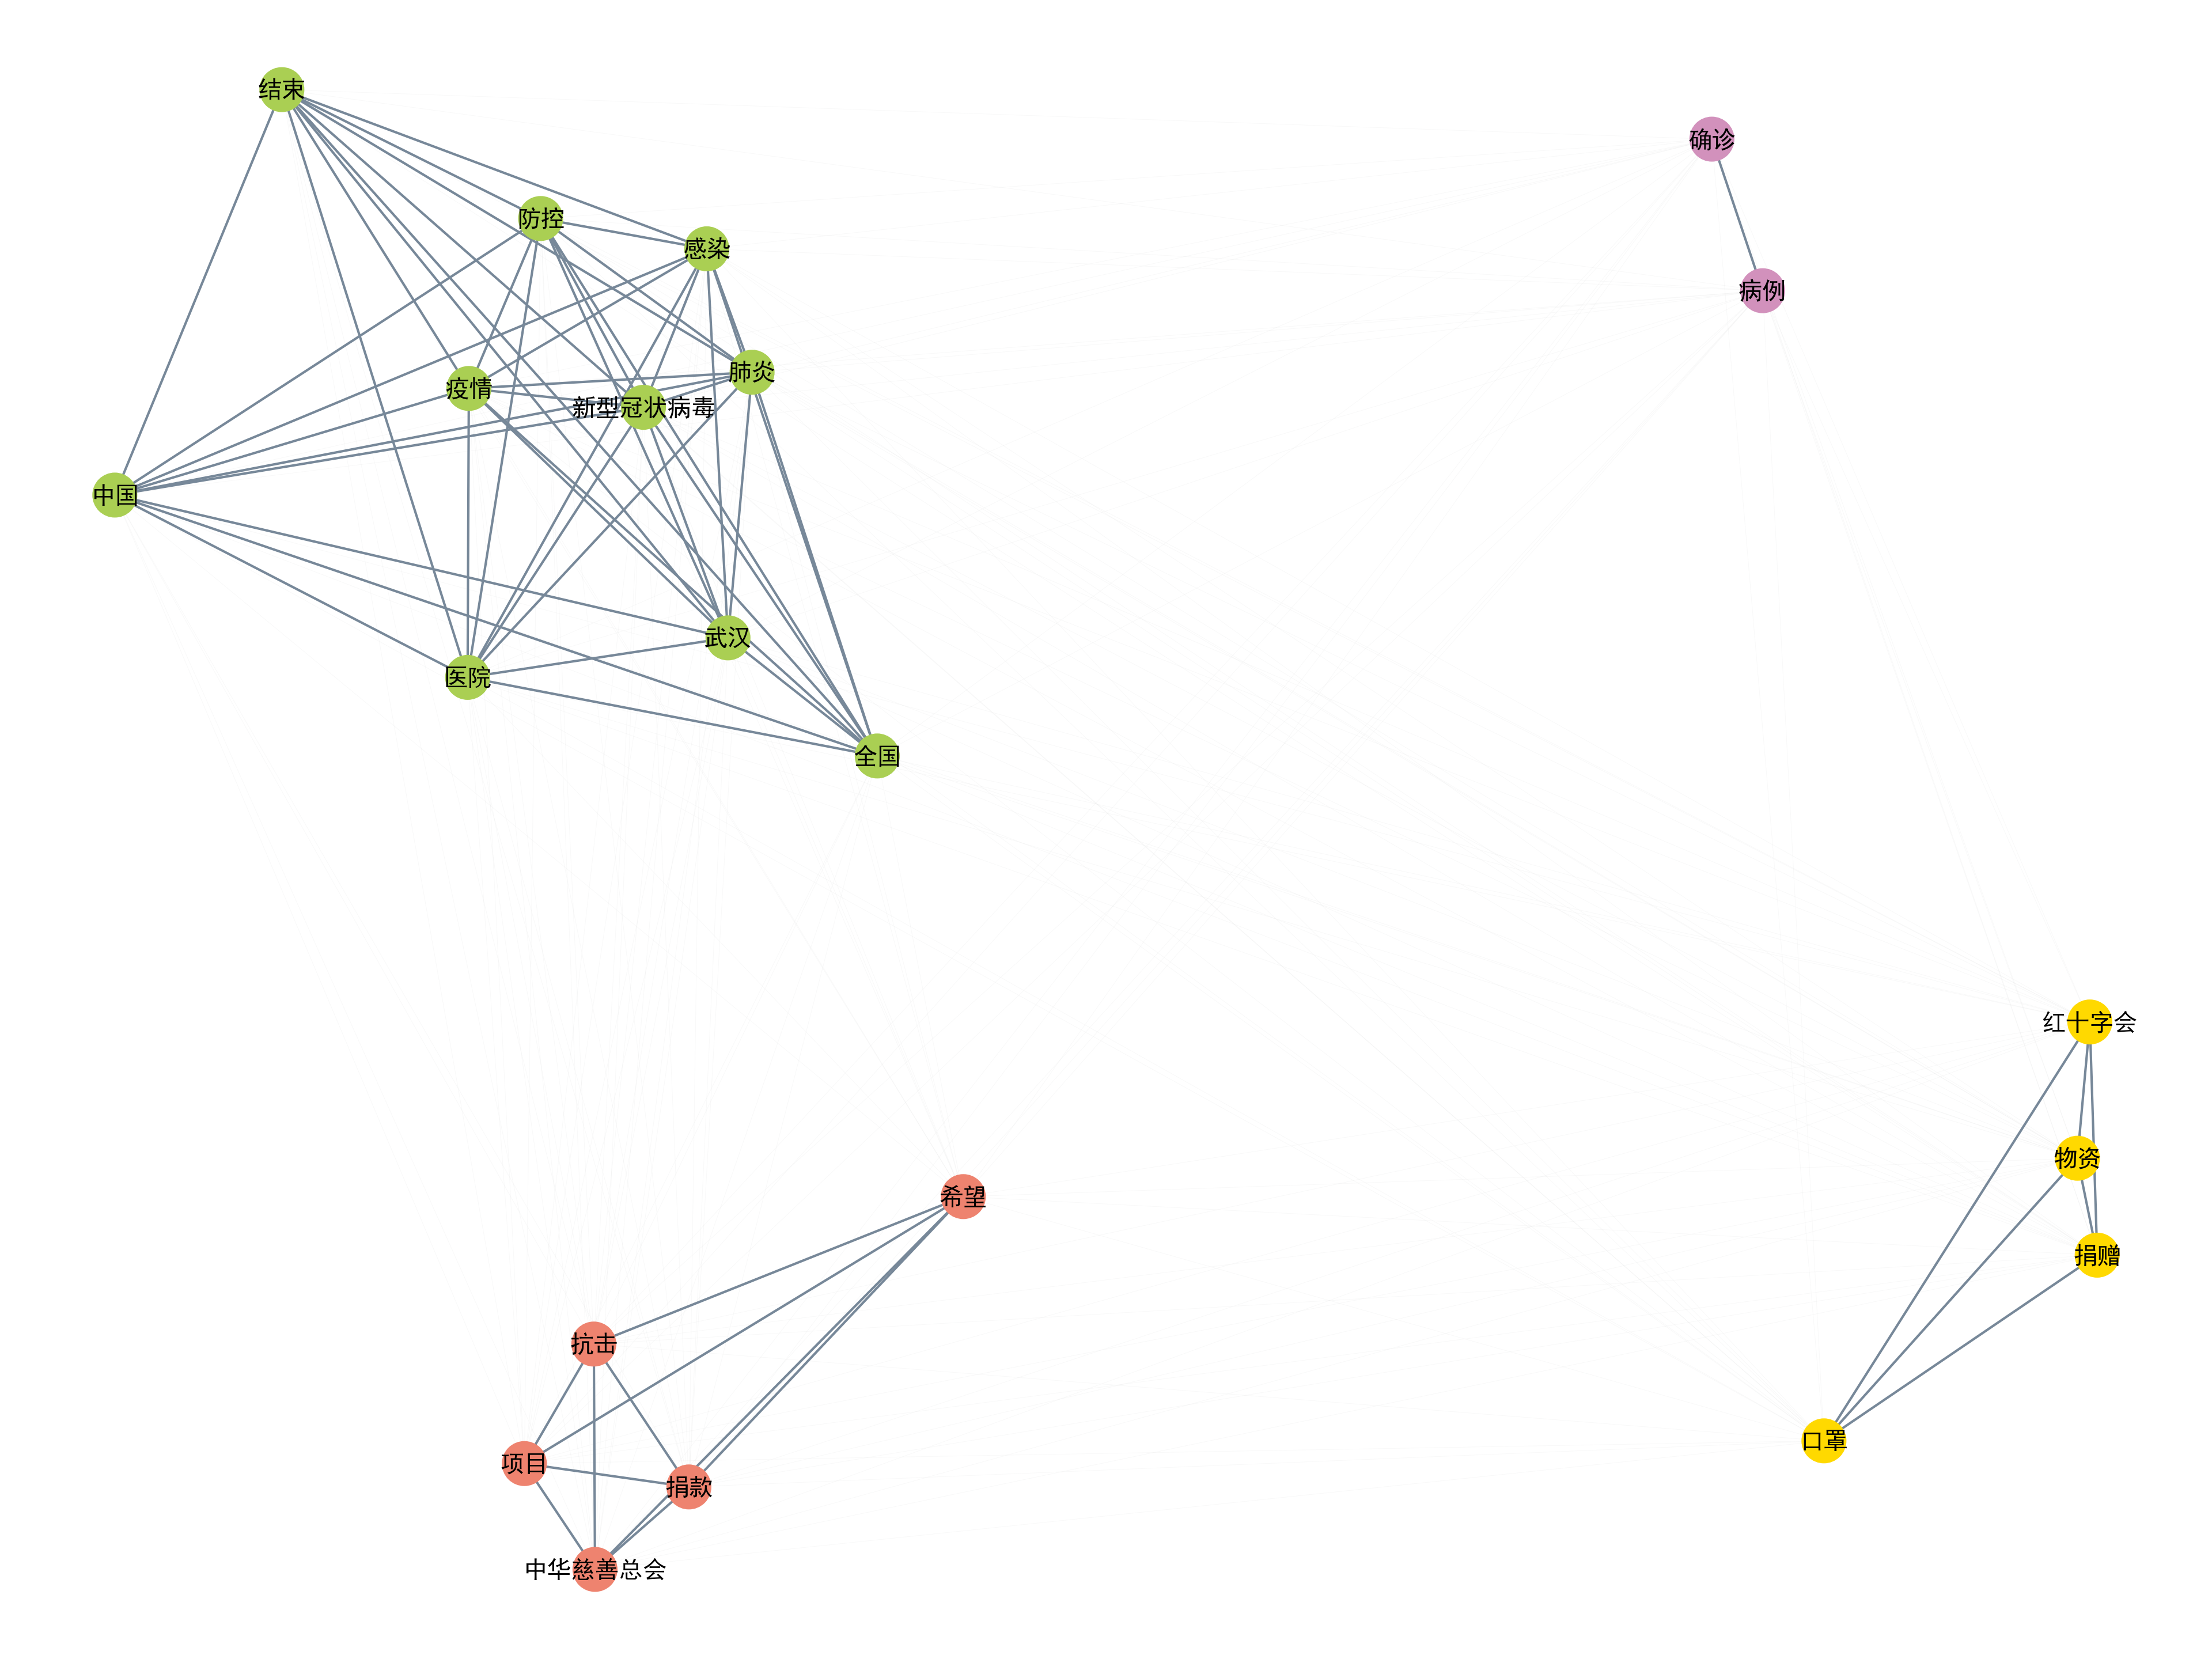 结束
确诊
防控
感染
病例
肺炎
疫情
新型冠状病毒
中国
武汉
医院
全国
红十字会
物资
希望
捐赠
抗击
口罩
项目
捐款
中华慈善总会